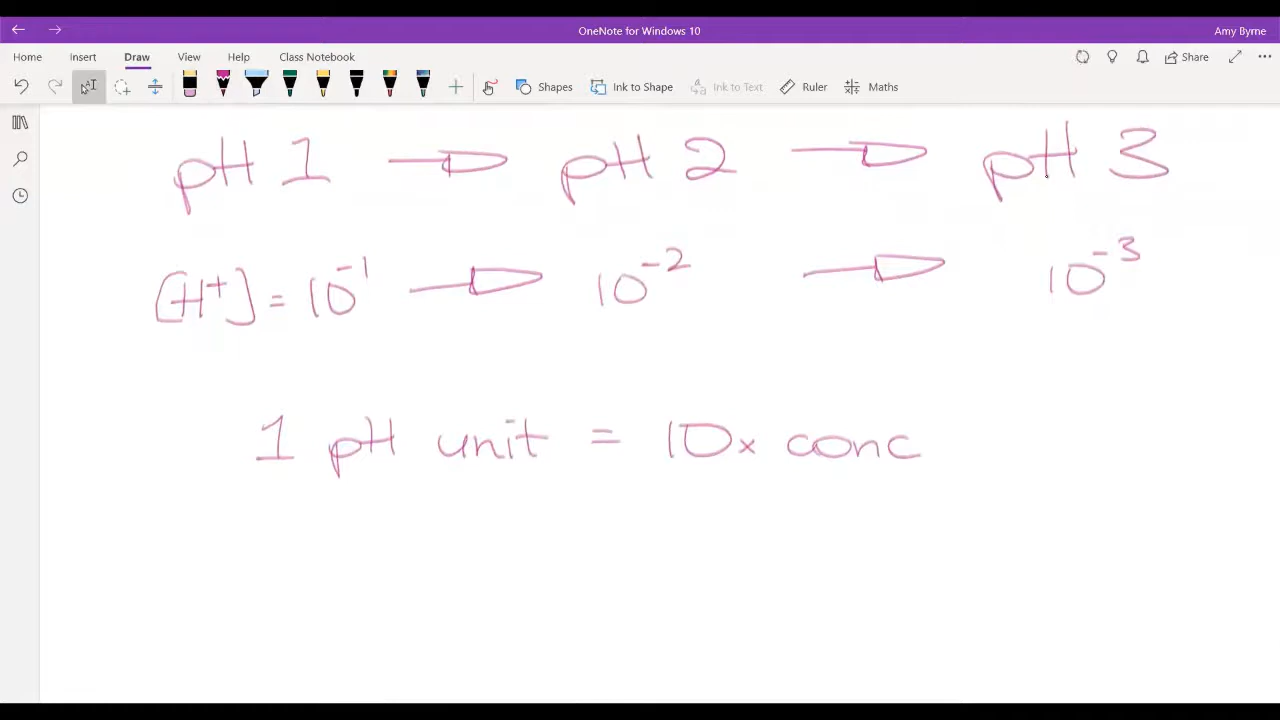 OneNote for Windows 10
Amy Byrne
Home Insert Draw View Help Class Notebook Share
Shapes Ink to Shape Ink to Text Ruler Maths
pH 1 → pH 2 → pH 3
[H⁺] = 10⁻¹ → 10⁻² → 10⁻³
1 pH unit = 10x conc